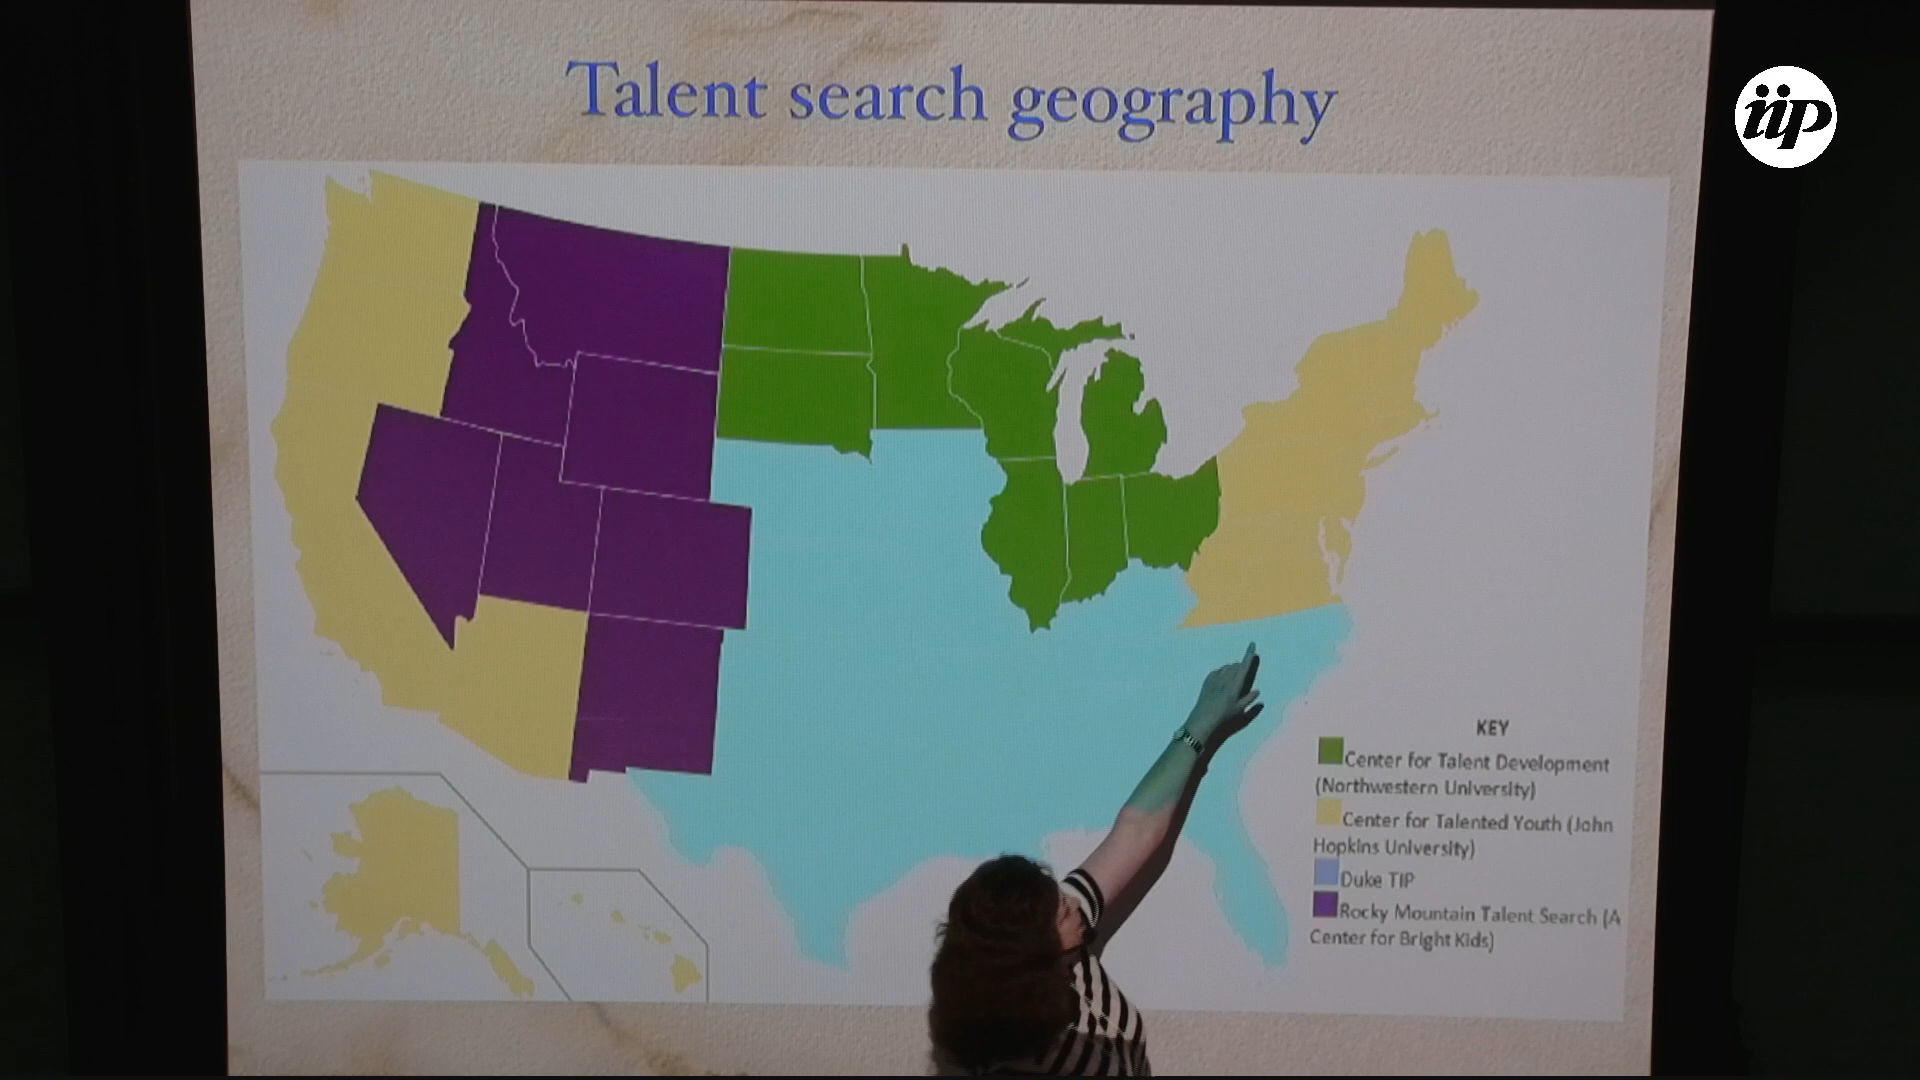 Talent search geography
iip
KEY
Center for Talent Development
(Northwestern University)
Center for Talented Youth (John
Hopkins University)
Duke TIP
Rocky Mountain Talent Search (A
Center for Bright Kids)